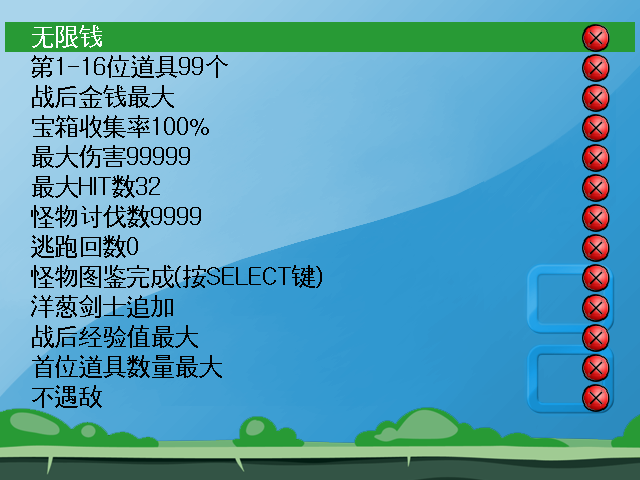 无限钱
第1-16位道具99个
战后金钱最大
宝箱收集率100%
最大伤害99999
最大HIT数32
怪物讨伐数9999
逃跑回数0
怪物图鉴完成(按SELECT键)
洋葱剑士追加
战后经验值最大
首位道具数量最大
不遇敌